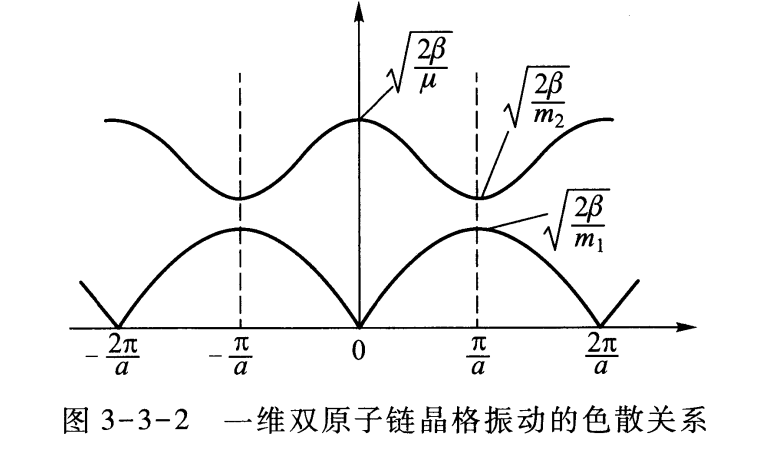 √(2β/μ)
√(2β/m₂)
√(2β/m₁)
-2π/a -π/a 0 π/a 2π/a
图 3-3-2 一维双原子链晶格振动的色散关系